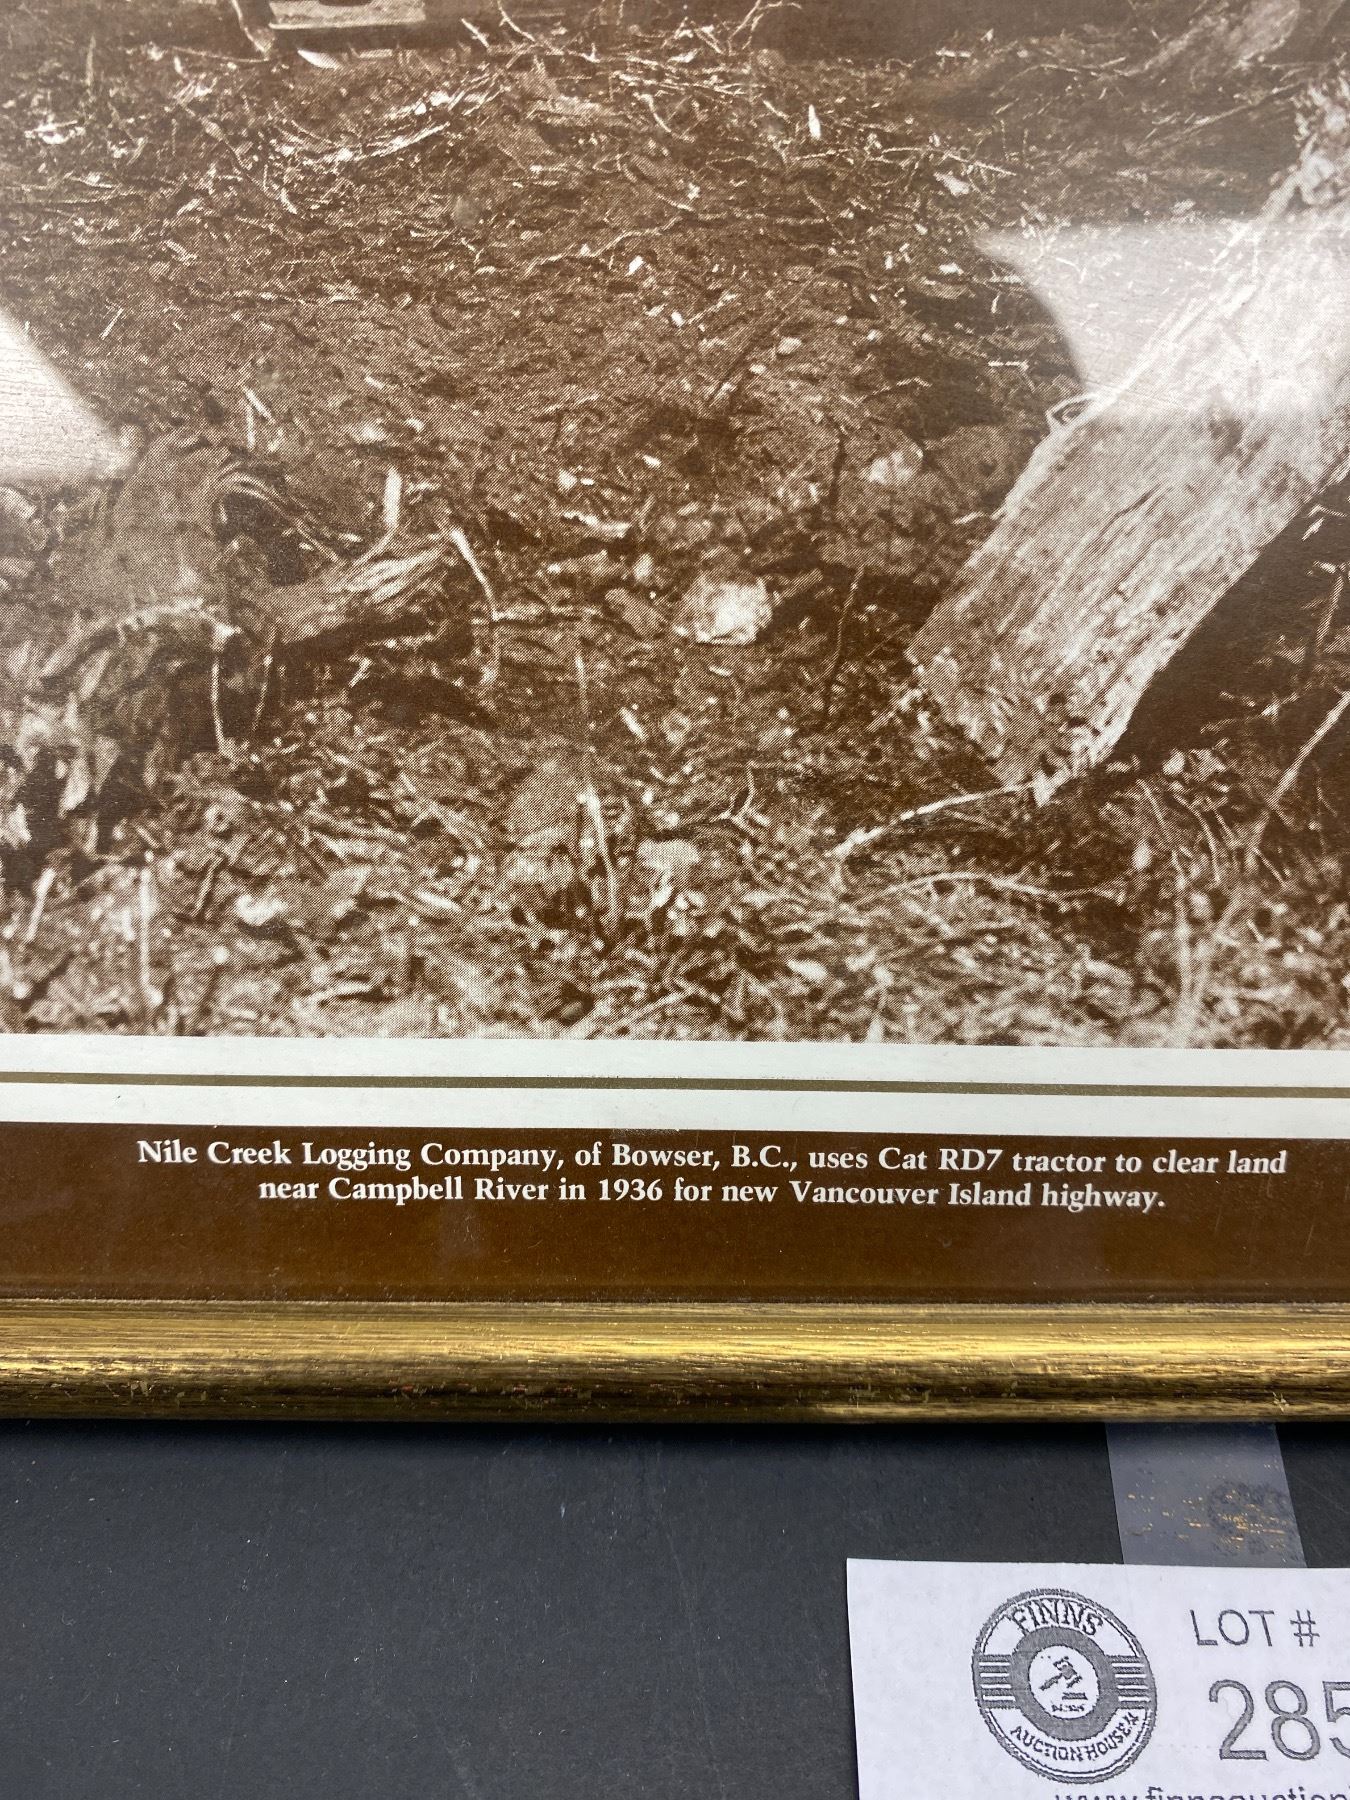 Nile Creek Logging Company, of Bowser, B.C., uses Cat RD7 tractor to clear land
near Campbell River in 1936 for new Vancouver Island highway.
FINNS
AUCTION HOUSE
LOT #
285